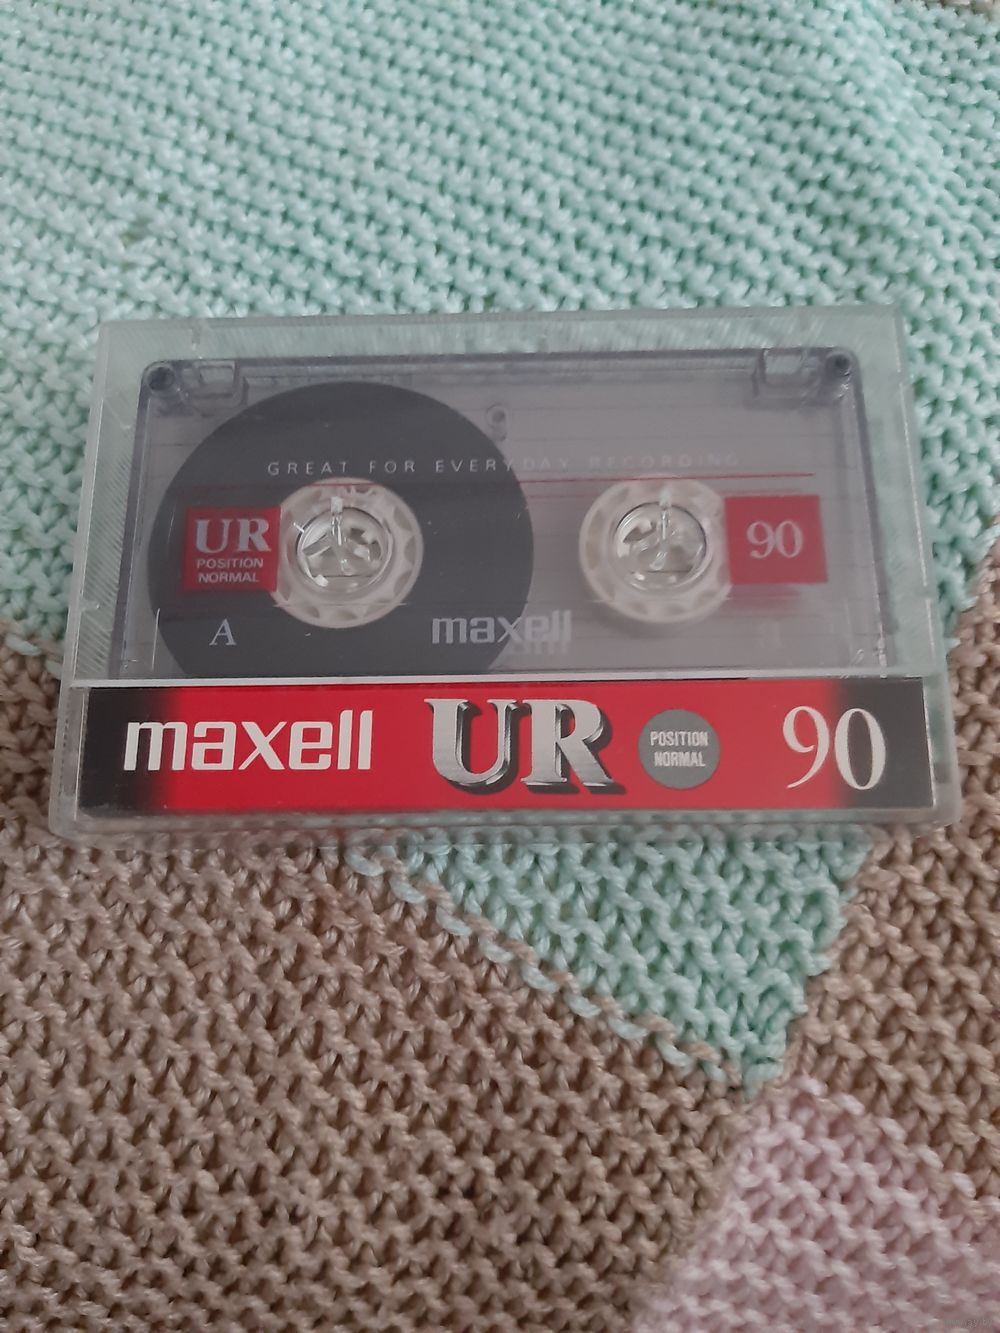 GREAT FOR EVERYDAY RECORDING
UR
POSITION
NORMAL
90
A
maxell
maxell UR POSITION NORMAL 90